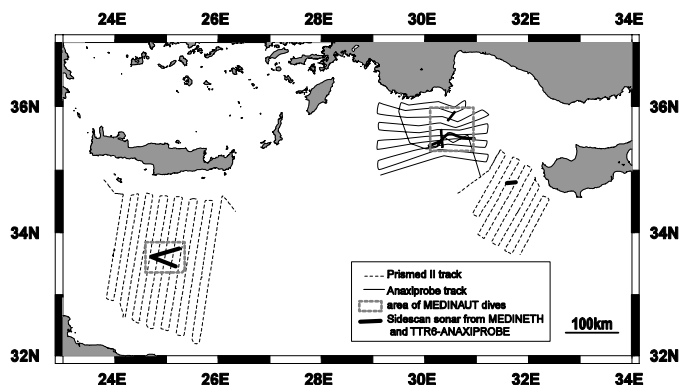 24E 26E 28E 30E 32E 34E
36N 36N
34N 34N
Prismed II track
Anaxiprobe track
area of MEDINAUT dives
Sidescan sonar from MEDINETH
and TTR6-ANAXIPROBE
100km
32N 32N
24E 26E 28E 30E 32E 34E